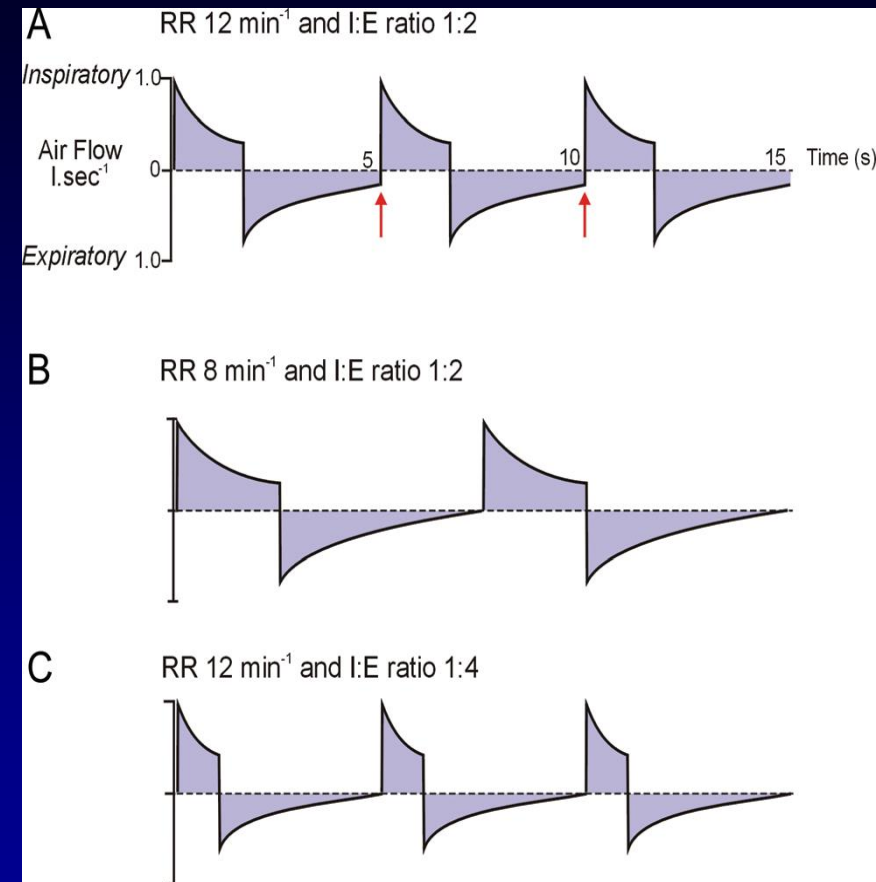 A RR 12 min⁻¹ and I:E ratio 1:2
Inspiratory 1.0
Air Flow
l.sec⁻¹
0
5 10 15 Time (s)
Expiratory 1.0
B RR 8 min⁻¹ and I:E ratio 1:2
C RR 12 min⁻¹ and I:E ratio 1:4